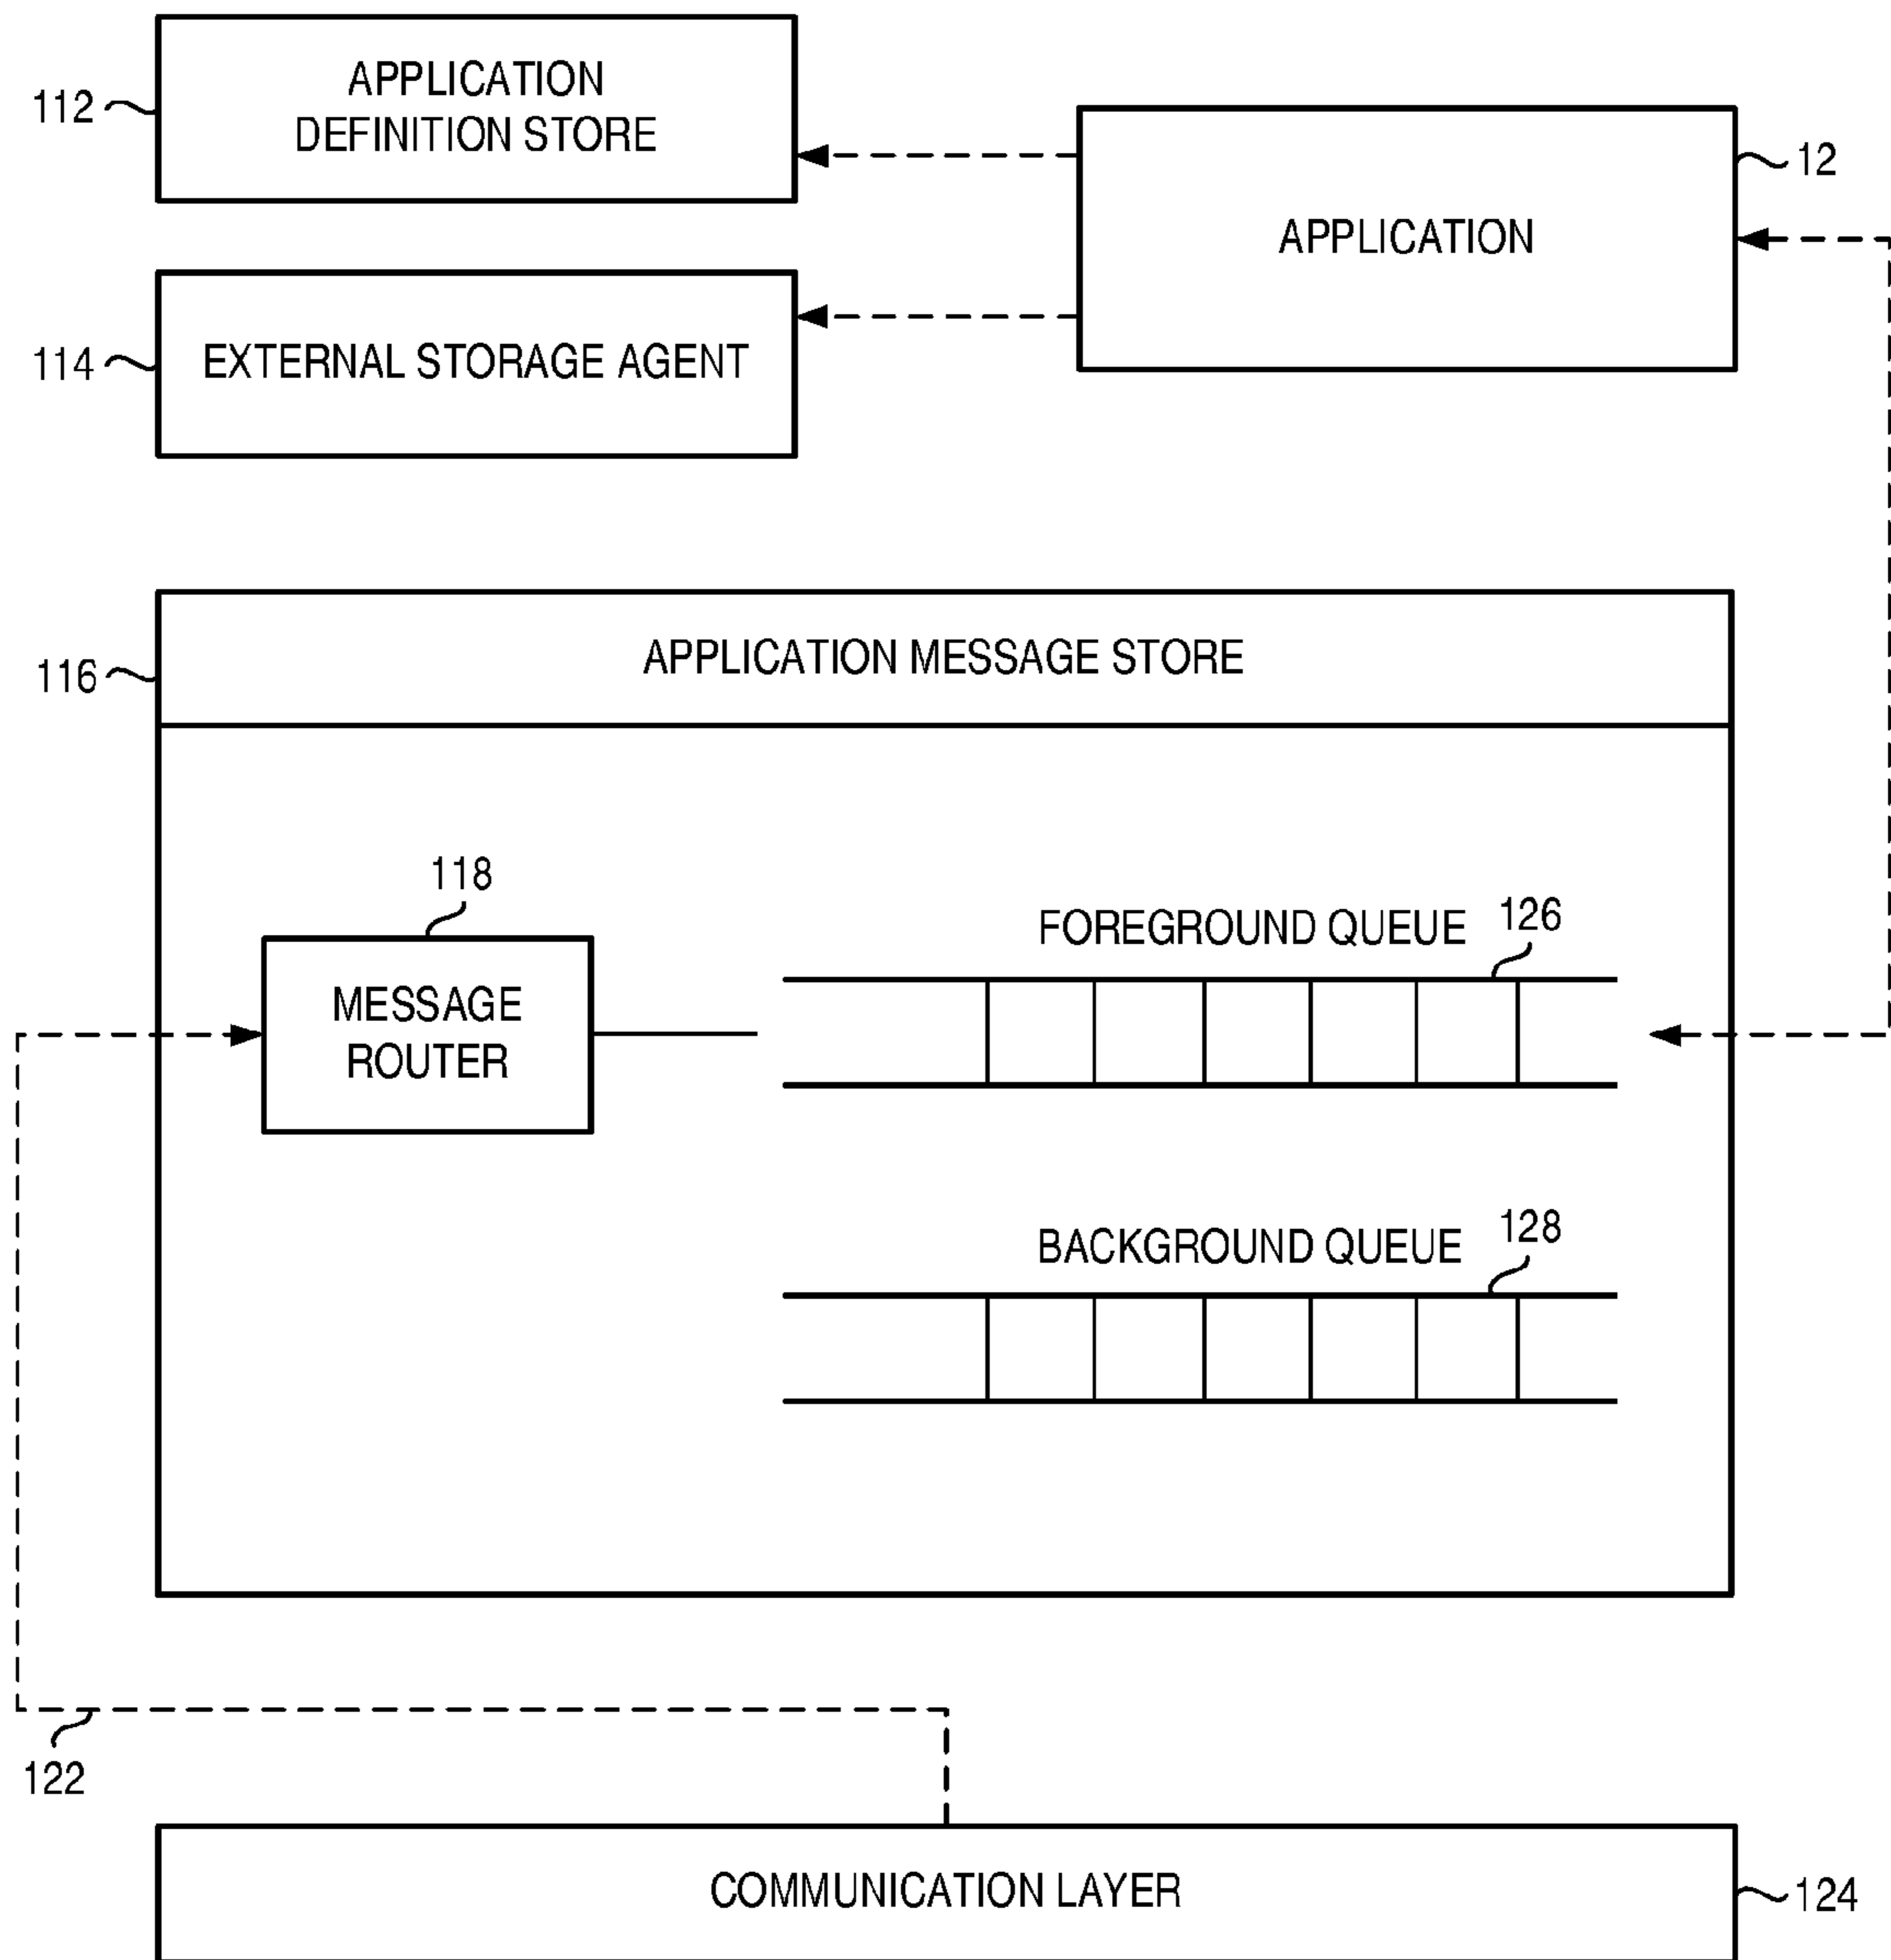 112
APPLICATION
DEFINITION STORE
12
APPLICATION
114
EXTERNAL STORAGE AGENT
116
APPLICATION MESSAGE STORE
118
MESSAGE
ROUTER
FOREGROUND QUEUE
126
BACKGROUND QUEUE
128
122
COMMUNICATION LAYER
124